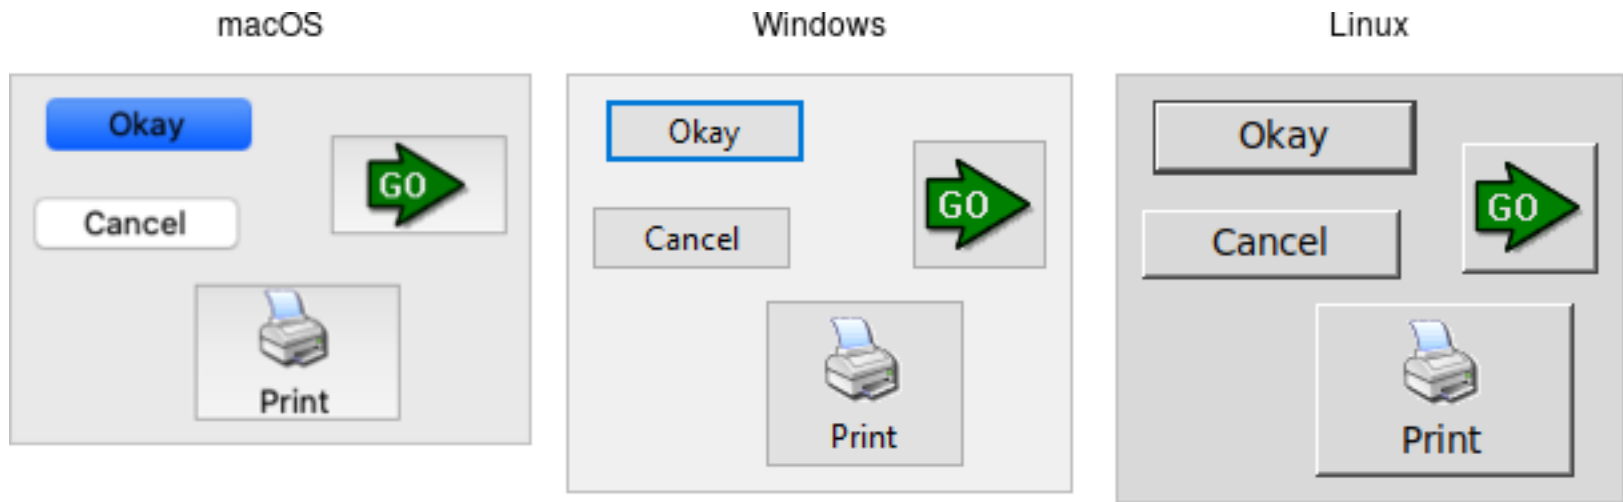 macOS
Windows
Linux
Okay
GO
Cancel
Print
Okay
GO
Cancel
Print
Okay
GO
Cancel
Print